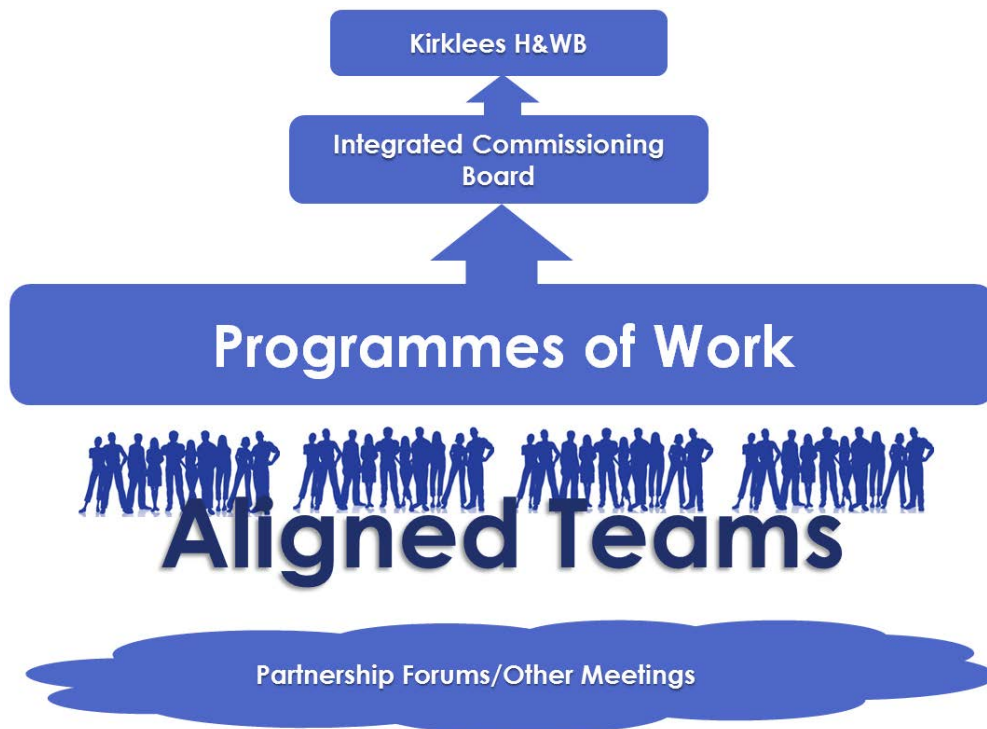 Kirklees H&WB
Integrated Commissioning
Board
Programmes of Work
Aligned Teams
Partnership Forums/Other Meetings